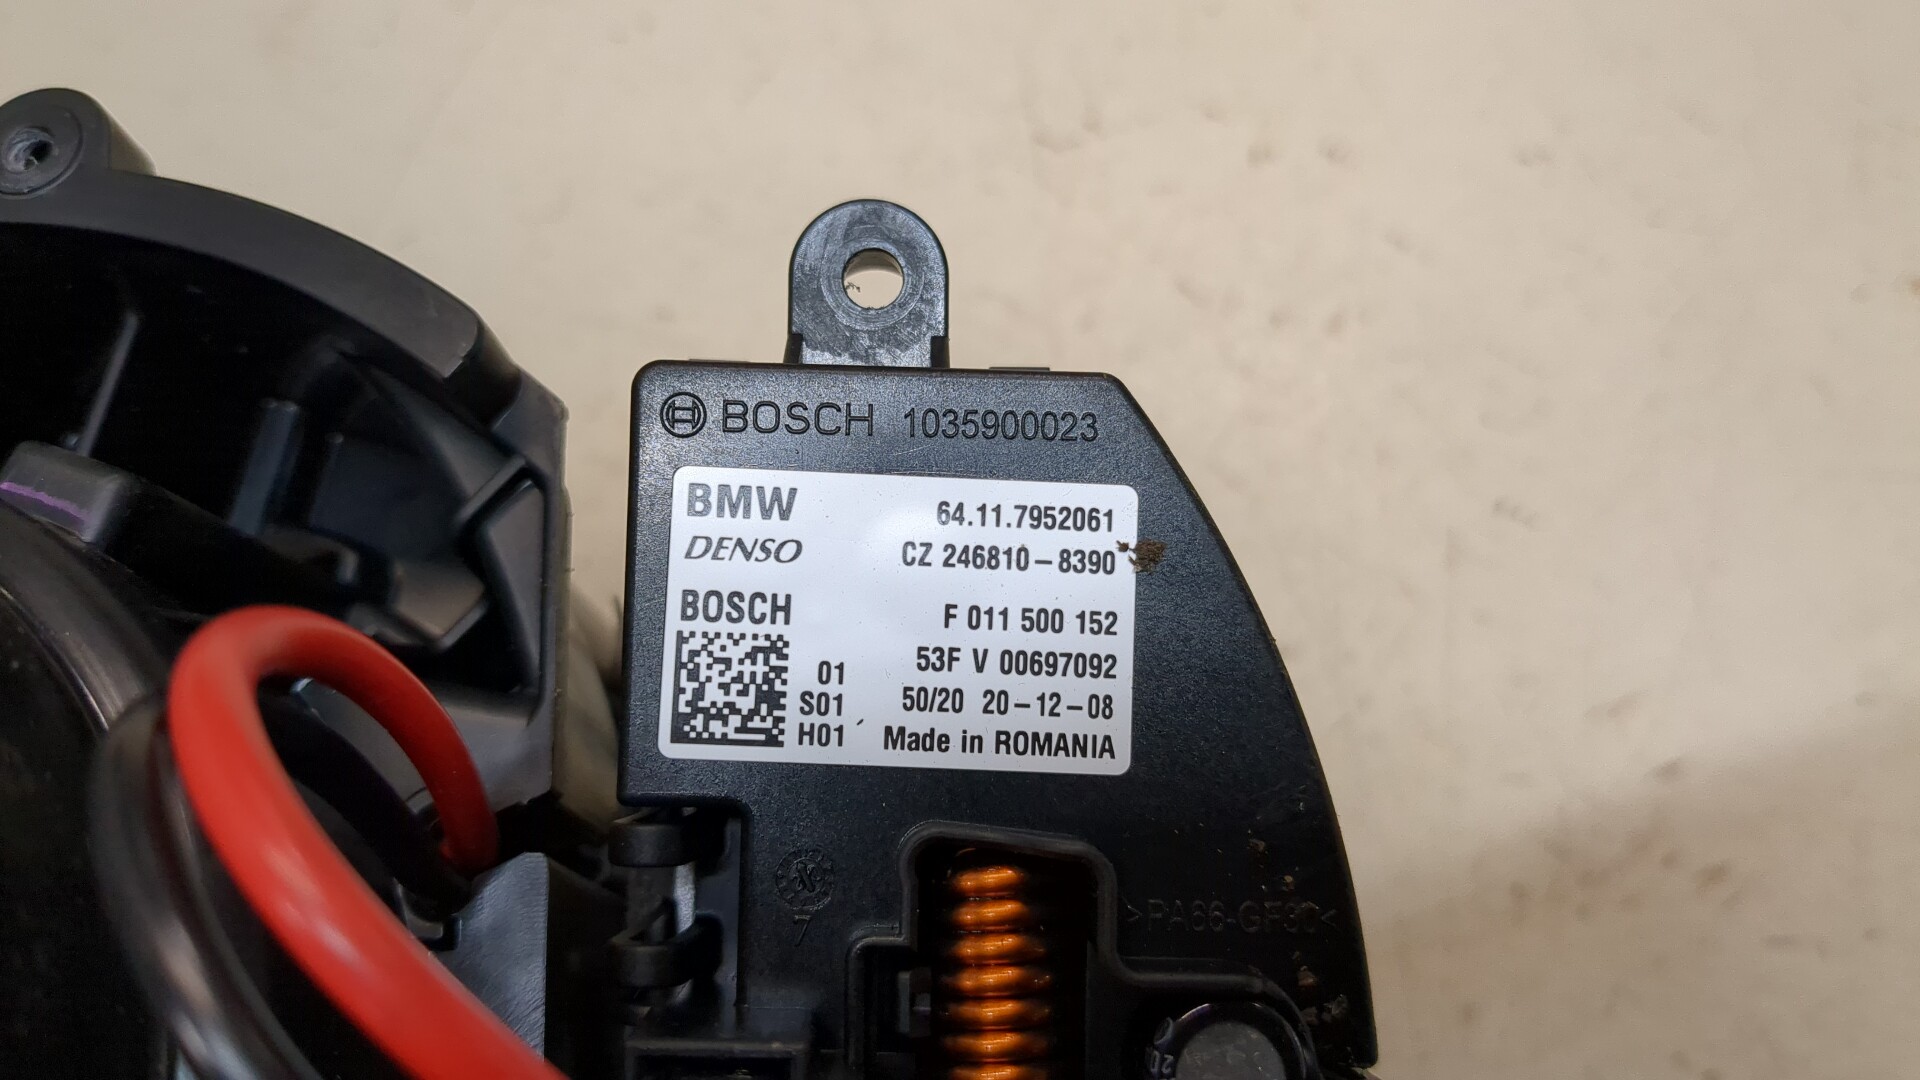 BOSCH 1035900023
BMW 64.11.7952061
DENSO CZ 246810-8390
BOSCH F 011 500 152
01 53F V 00697092
S01 50/20 20-12-08
H01 Made in ROMANIA
7
>PA66-GF30<